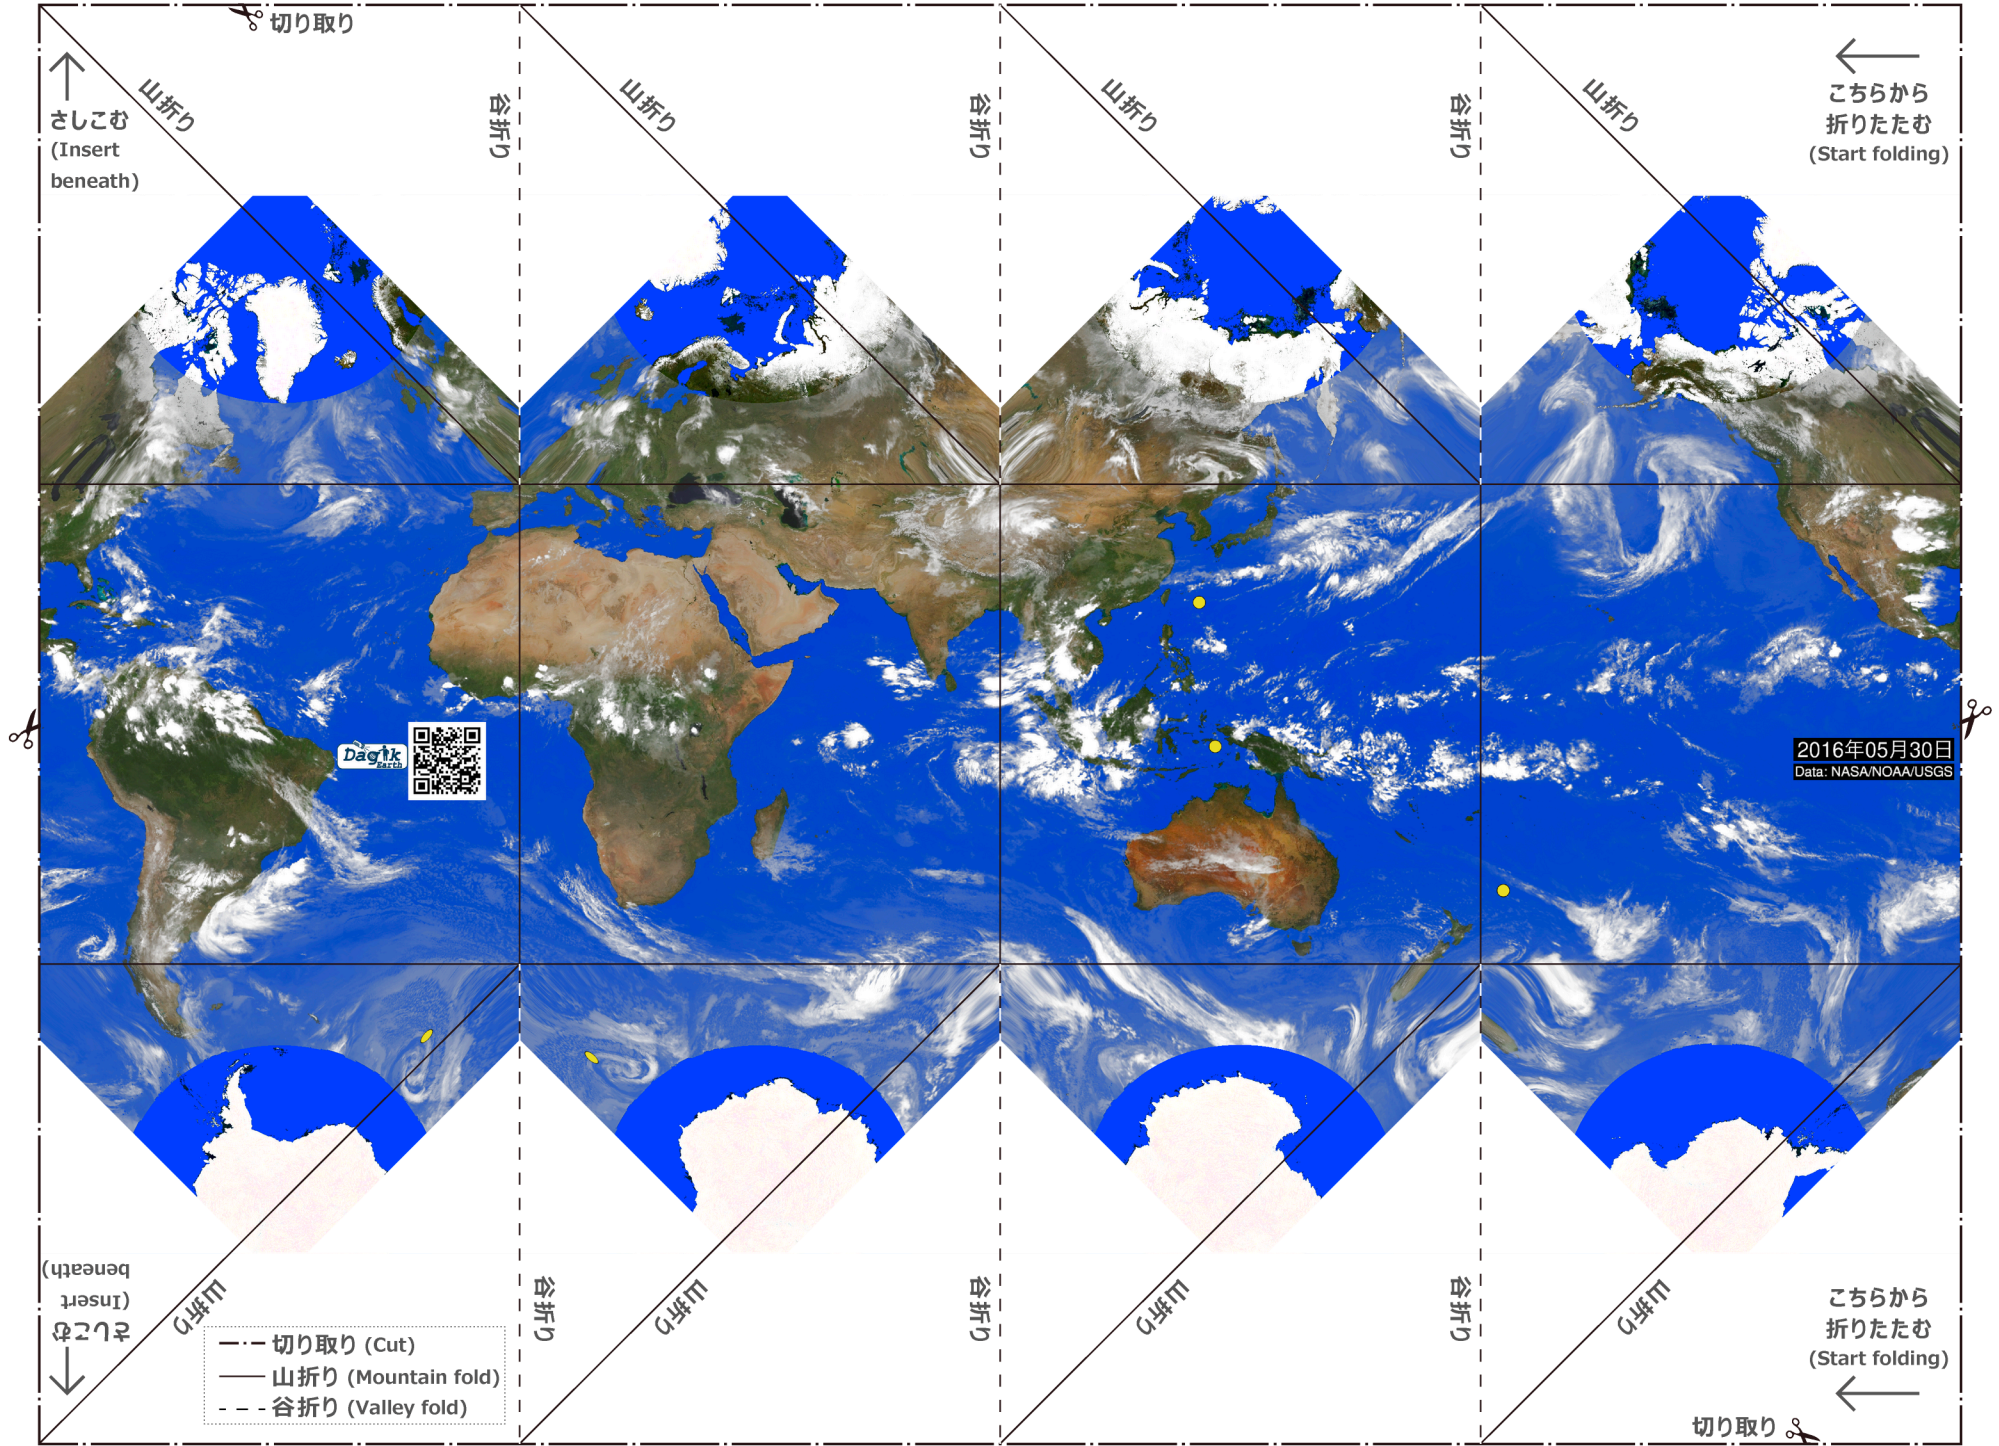 切り取り
さしこむ
(Insert
beneath)
山折り
谷折り
山折り
谷折り
山折り
谷折り
山折り
こちらから
折りたたむ
(Start folding)
Dagik
Earth
2016年05月30日
Data: NASA/NOAA/USGS
さしこむ
(Insert
beneath)
山折り
谷折り
山折り
谷折り
山折り
谷折り
山折り
こちらから
折りたたむ
(Start folding)
切り取り (Cut)
山折り (Mountain fold)
谷折り (Valley fold)
切り取り